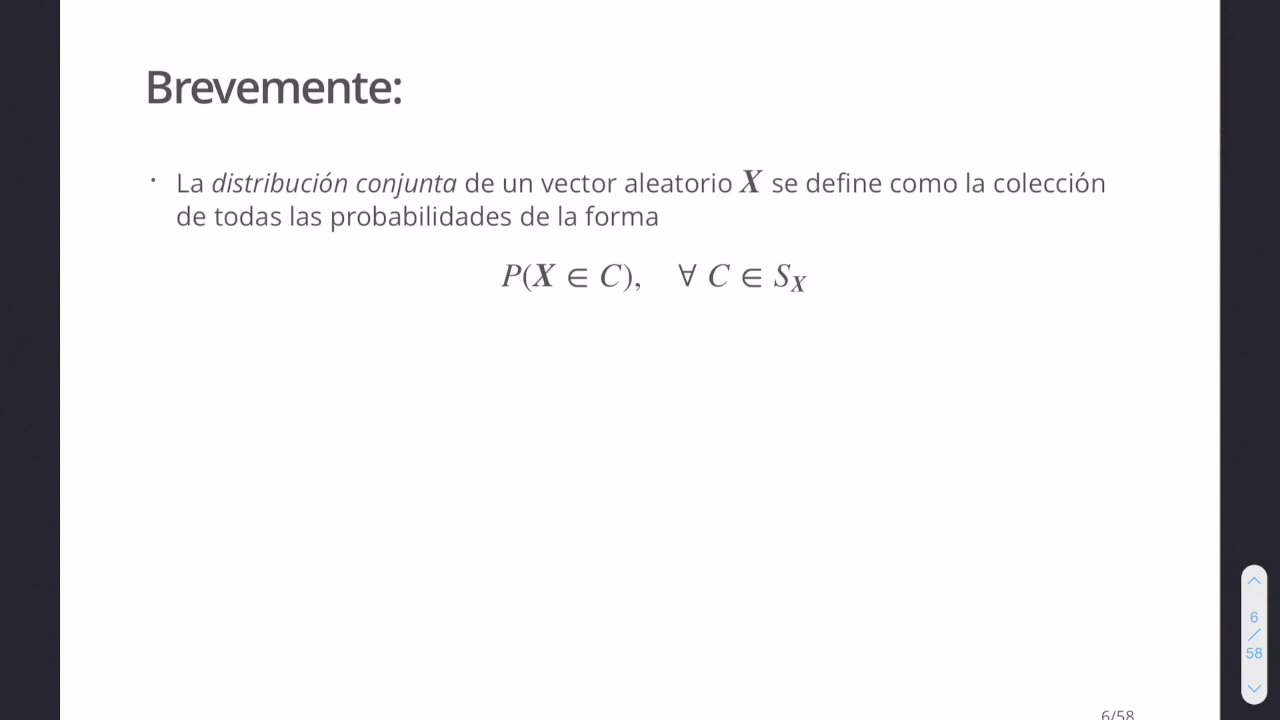 Brevemente:
· La distribución conjunta de un vector aleatorio X se define como la colección
de todas las probabilidades de la forma
P(X ∈ C), ∀ C ∈ S_X
6
/
58
6/58